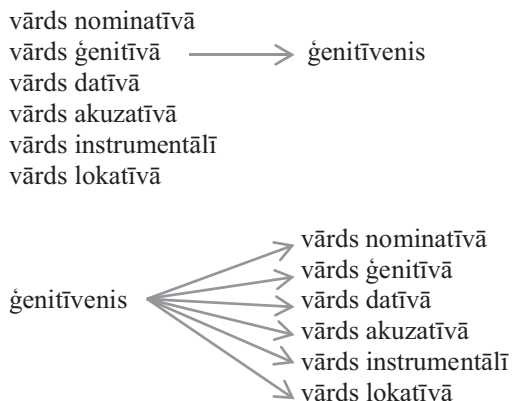 vārds nominatīvā
vārds ģenitīvā ģenitīvenis
vārds datīvā
vārds akuzatīvā
vārds instrumentālī
vārds lokatīvā
vārds nominatīvā
vārds ģenitīvā
ģenitīvenis vārds datīvā
vārds akuzatīvā
vārds instrumentālī
vārds lokatīvā